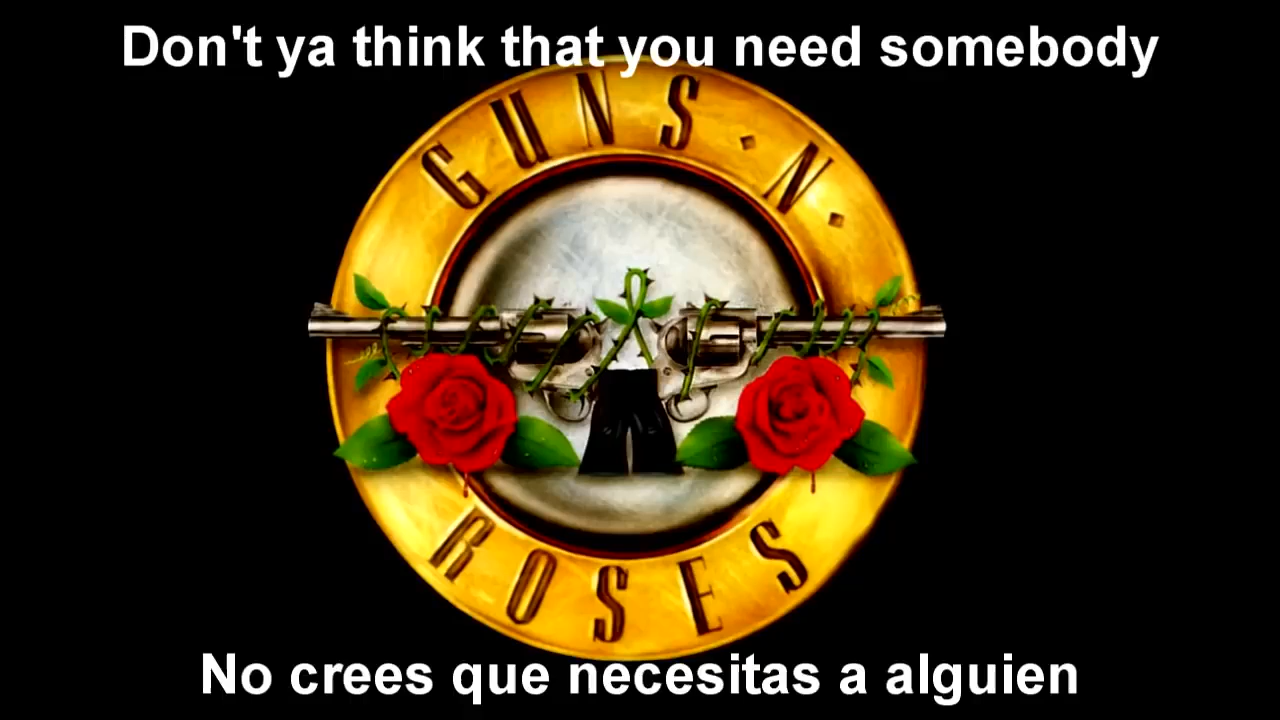 Don't ya think that you need somebody
GUNS · N ·
ROSES
No crees que necesitas a alguien